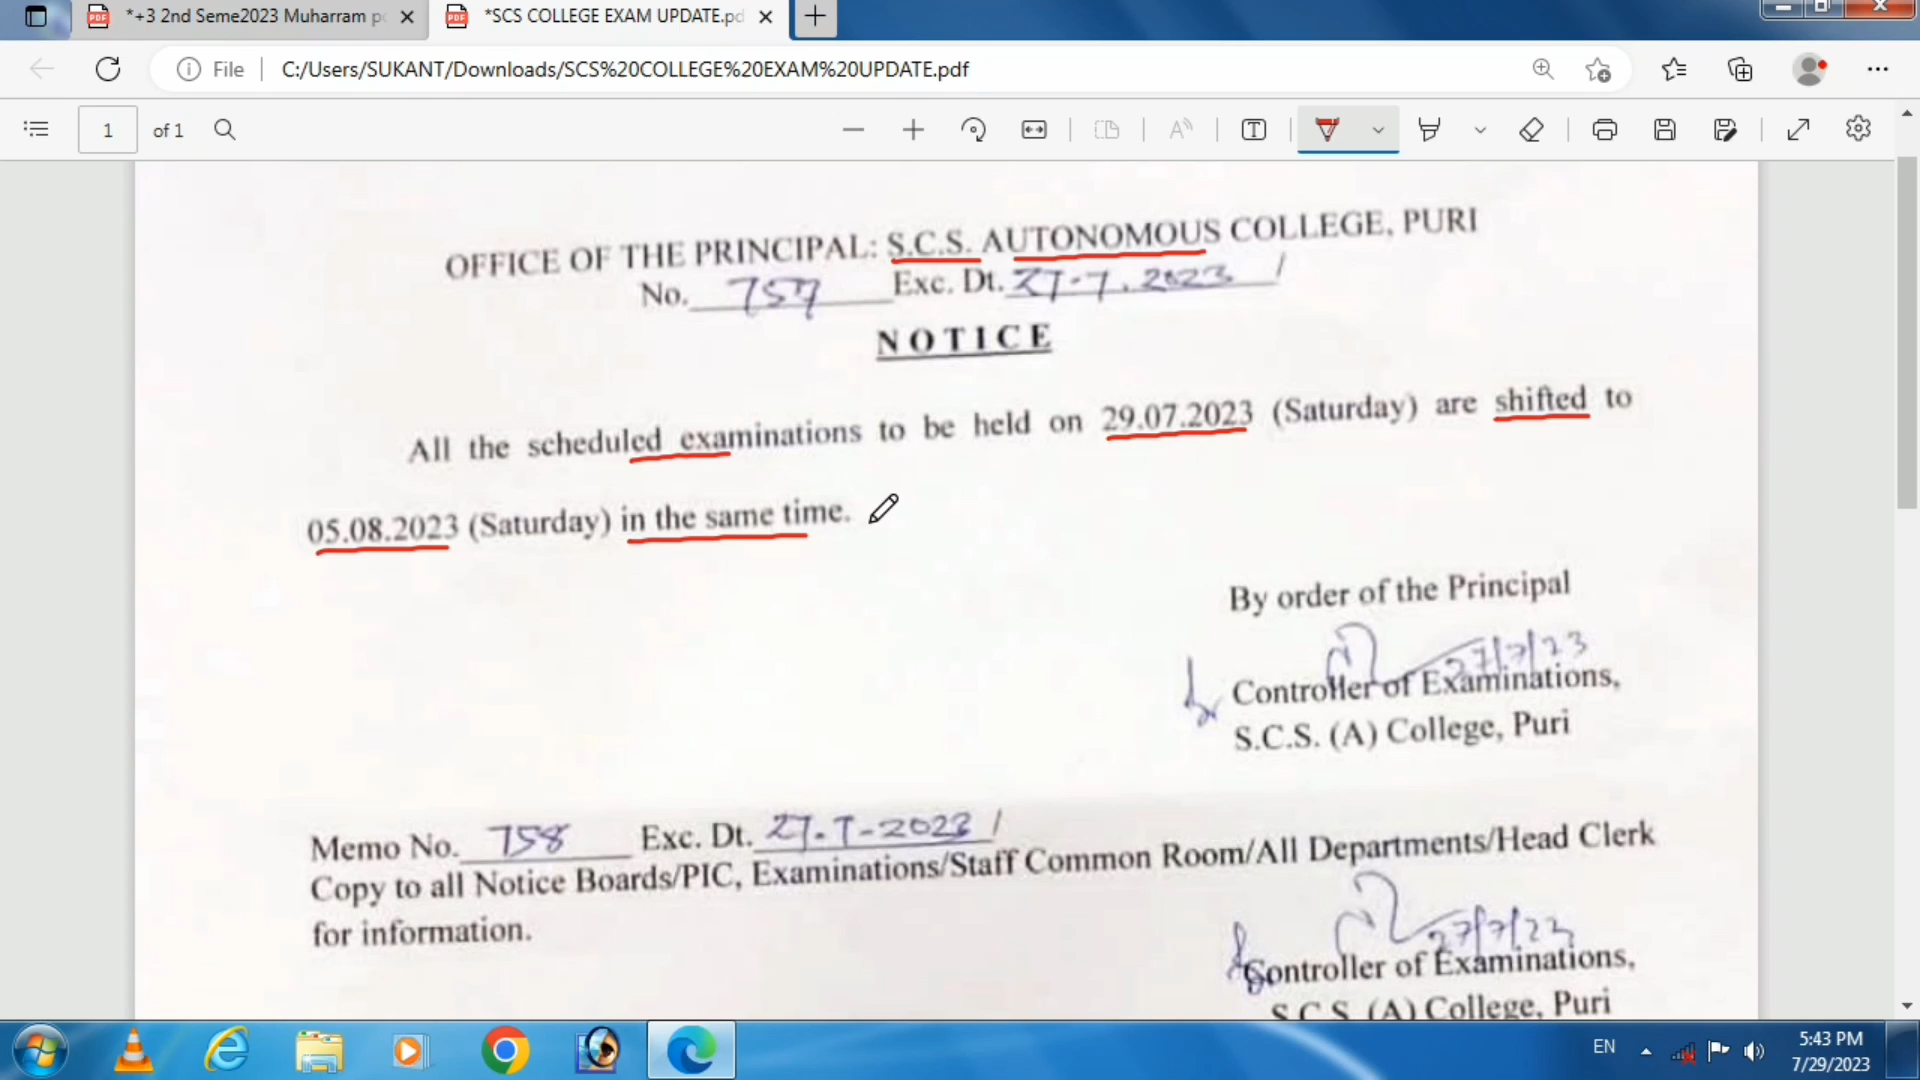 *+3 2nd Seme2023 Muharram po
*SCS COLLEGE EXAM UPDATE.pd
File
C:/Users/SUKANT/Downloads/SCS%20COLLEGE%20EXAM%20UPDATE.pdf
1 of 1
OFFICE OF THE PRINCIPAL: S.C.S. AUTONOMOUS COLLEGE, PURI
No. 757 Exc. Dt. 27.7.2023/
NOTICE
All the scheduled examinations to be held on 29.07.2023 (Saturday) are shifted to
05.08.2023 (Saturday) in the same time.
By order of the Principal
27/7/23
Controller of Examinations,
S.C.S. (A) College, Puri
Memo No. 758 Exc. Dt. 27-7-2023/
Copy to all Notice Boards/PIC, Examinations/Staff Common Room/All Departments/Head Clerk
for information.
27/7/23
Controller of Examinations,
S.C.S. (A) College, Puri
EN
5:43 PM
7/29/2023